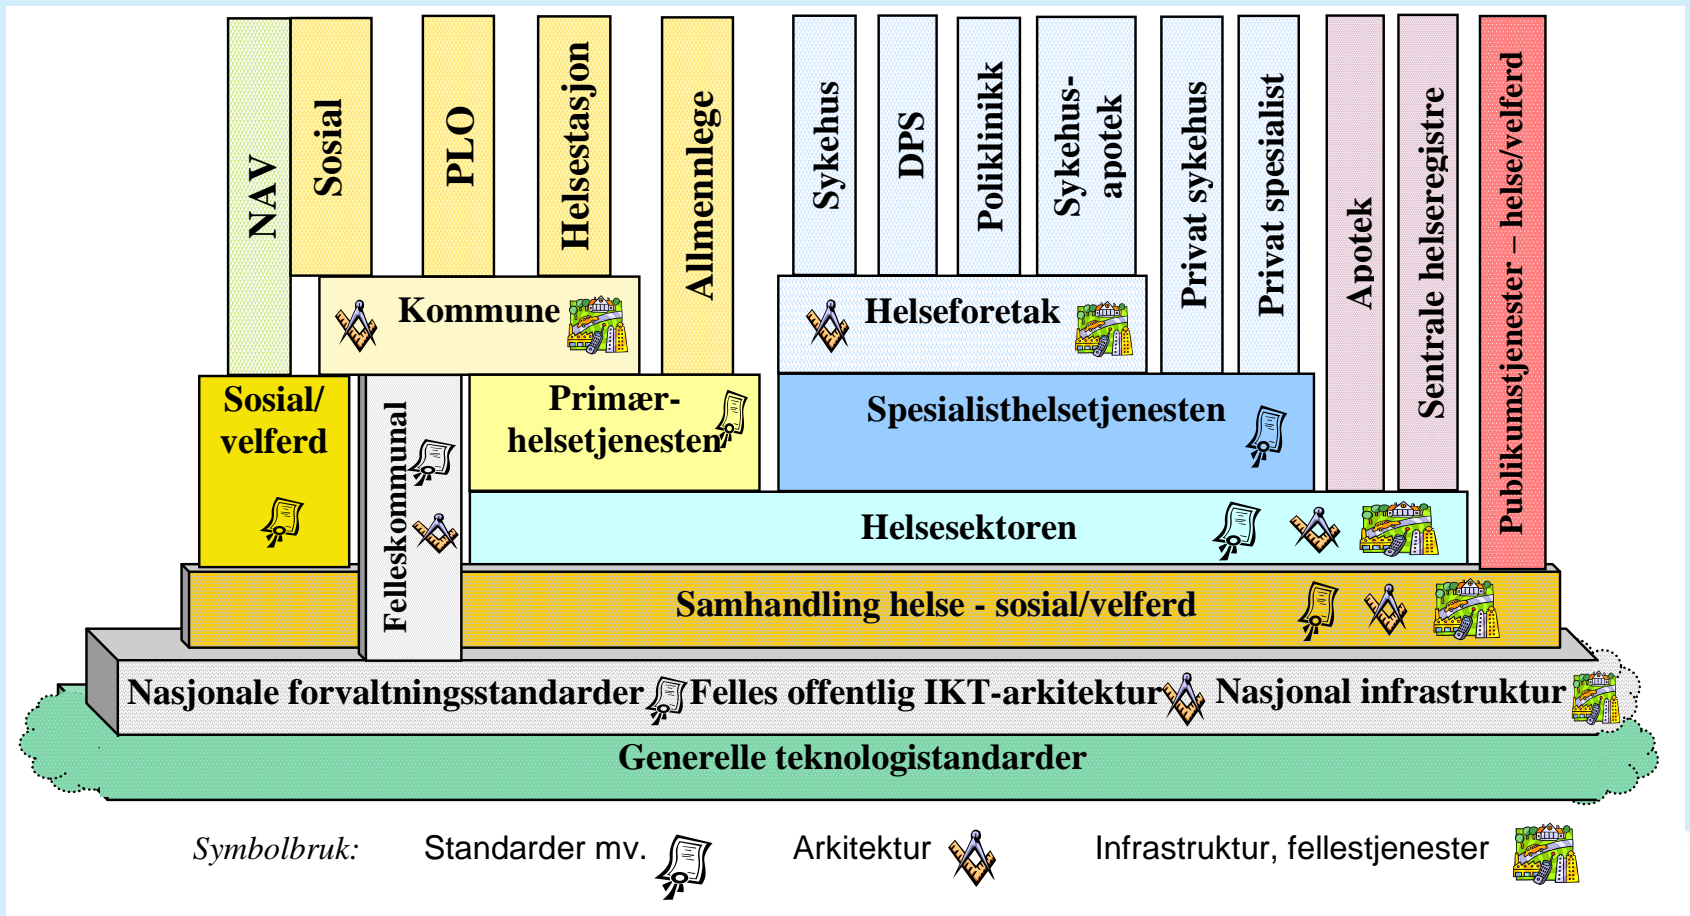 NAV
Sosial
PLO
Helsestasjon
Allmennlege
Sykehus
DPS
Poliklinikk
Sykehus-
apotek
Privat sykehus
Privat spesialist
Apotek
Sentrale helseregistre
Publikumstjenester – helse/velferd
Kommune
Helseforetak
Sosial/
velferd
Felleskommunal
Primær-
helsetjenesten
Spesialisthelsetjenesten
Helsesektoren
Samhandling helse - sosial/velferd
Nasjonale forvaltningsstandarder Felles offentlig IKT-arkitektur Nasjonal infrastruktur
Generelle teknologistandarder
Symbolbruk: Standarder mv. Arkitektur Infrastruktur, fellestjenester